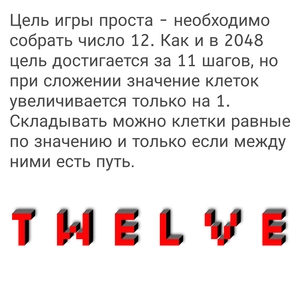 Цель игры проста - необходимо
собрать число 12. Как и в 2048
цель достигается за 11 шагов, но
при сложении значение клеток
увеличивается только на 1.
Складывать можно клетки равные
по значению и только если между
ними есть путь.
TWELVE